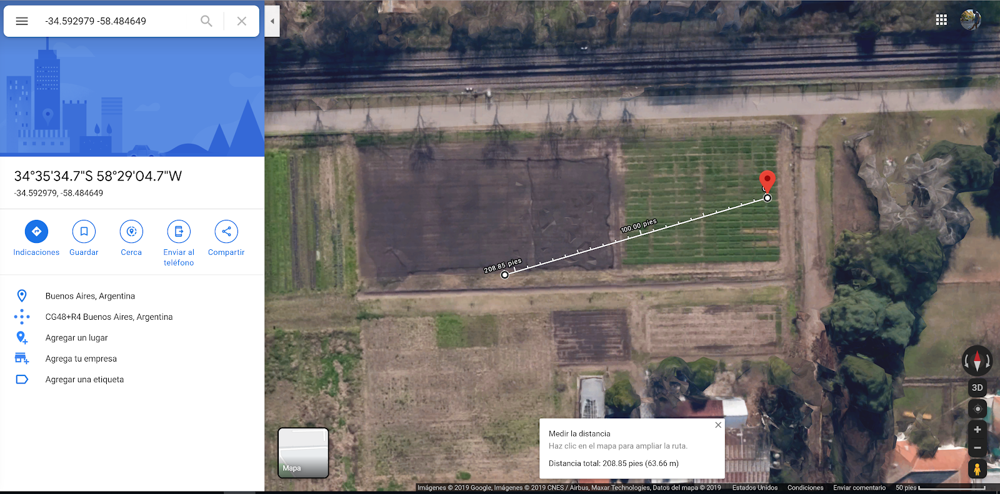 -34.592979 -58.484649
34°35'34.7"S 58°29'04.7"W
-34.592979, -58.484649
Indicaciones
Guardar
Cerca
Enviar al
teléfono
Compartir
Buenos Aires, Argentina
CG48+R4 Buenos Aires, Argentina
Agregar un lugar
Agrega tu empresa
Agregar una etiqueta
100.00 pies
208.85 pies
3D
Mapa
Medir la distancia
Haz clic en el mapa para ampliar la ruta.
Distancia total: 208.85 pies (63.66 m)
Imágenes © 2019 Google, Imágenes © 2019 CNES / Airbus, Maxar Technologies, Datos del mapa © 2019 Estados Unidos Condiciones Enviar comentario 50 pies